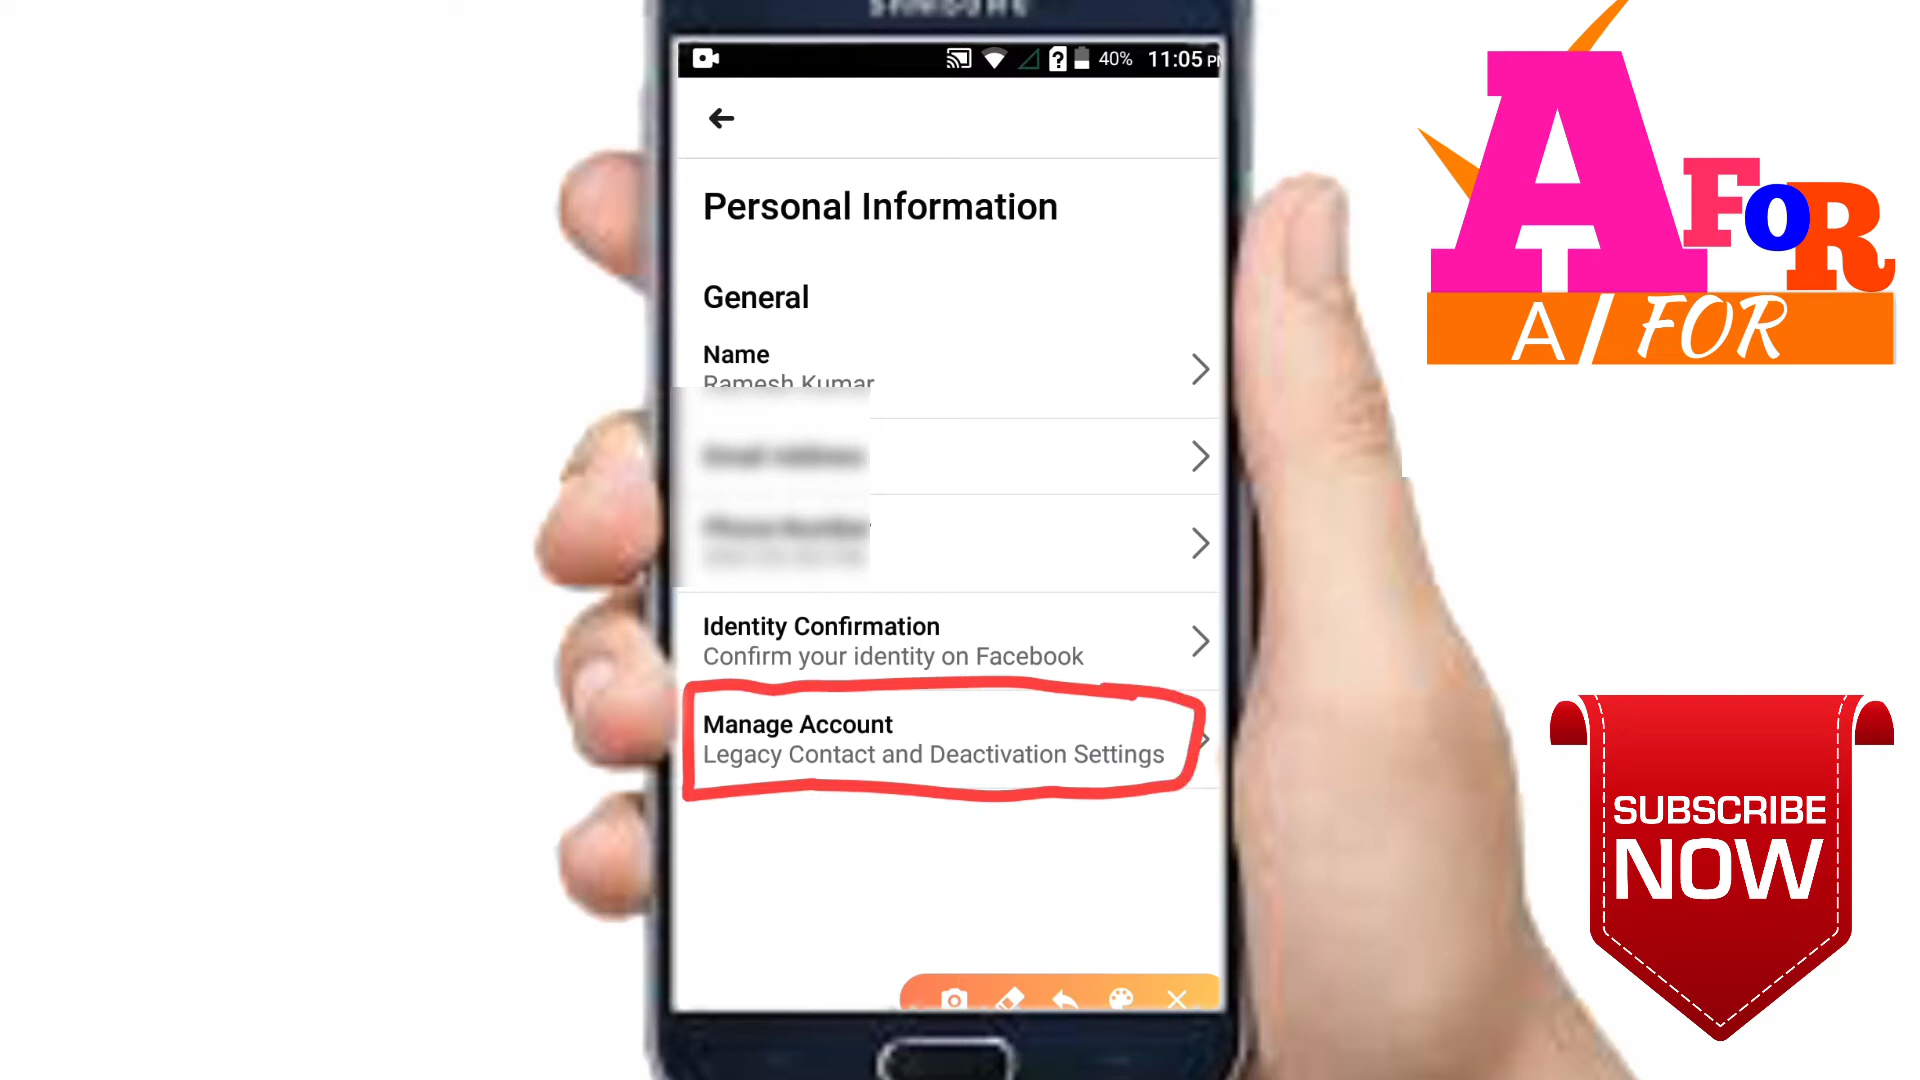 SAMSUNG
40% 11:05 PM
Personal Information
General
Name
Ramesh Kumar
Identity Confirmation
Confirm your identity on Facebook
Manage Account
Legacy Contact and Deactivation Settings
A FOR
A/FOR
SUBSCRIBE
NOW